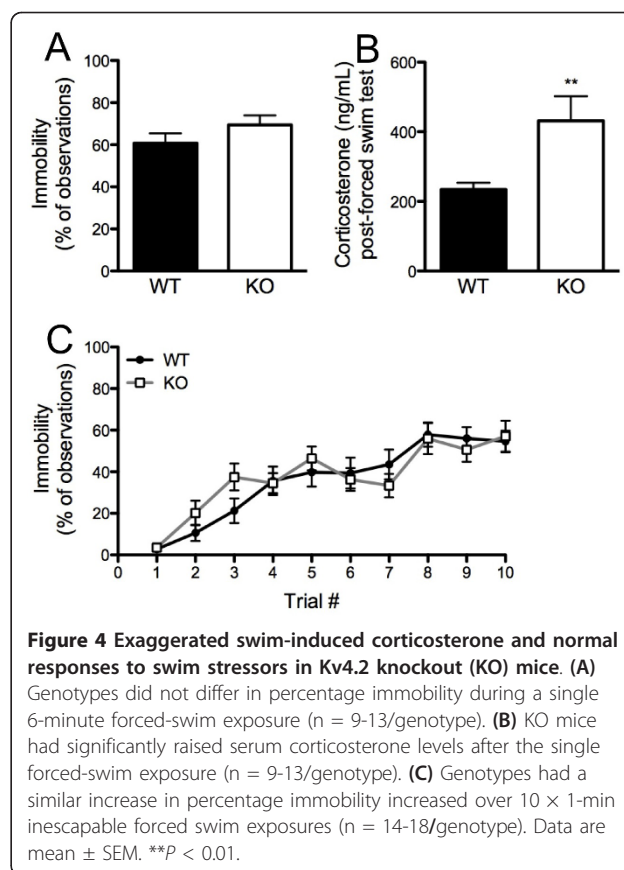 A
Immobility
(% of observations)
100
80
60
40
20
0
WT
KO
B
Corticosterone (ng/mL)
post-forced swim test
600
400
200
0
**
WT
KO
C
WT
KO
Immobility
(% of observations)
100
80
60
40
20
0
0 1 2 3 4 5 6 7 8 9 10
Trial #
Figure 4 Exaggerated swim-induced corticosterone and normal
responses to swim stressors in Kv4.2 knockout (KO) mice. (A)
Genotypes did not differ in percentage immobility during a single
6-minute forced-swim exposure (n = 9-13/genotype). (B) KO mice
had significantly raised serum corticosterone levels after the single
forced-swim exposure (n = 9-13/genotype). (C) Genotypes had a
similar increase in percentage immobility increased over 10 × 1-min
inescapable forced swim exposures (n = 14-18/genotype). Data are
mean ± SEM. **P < 0.01.